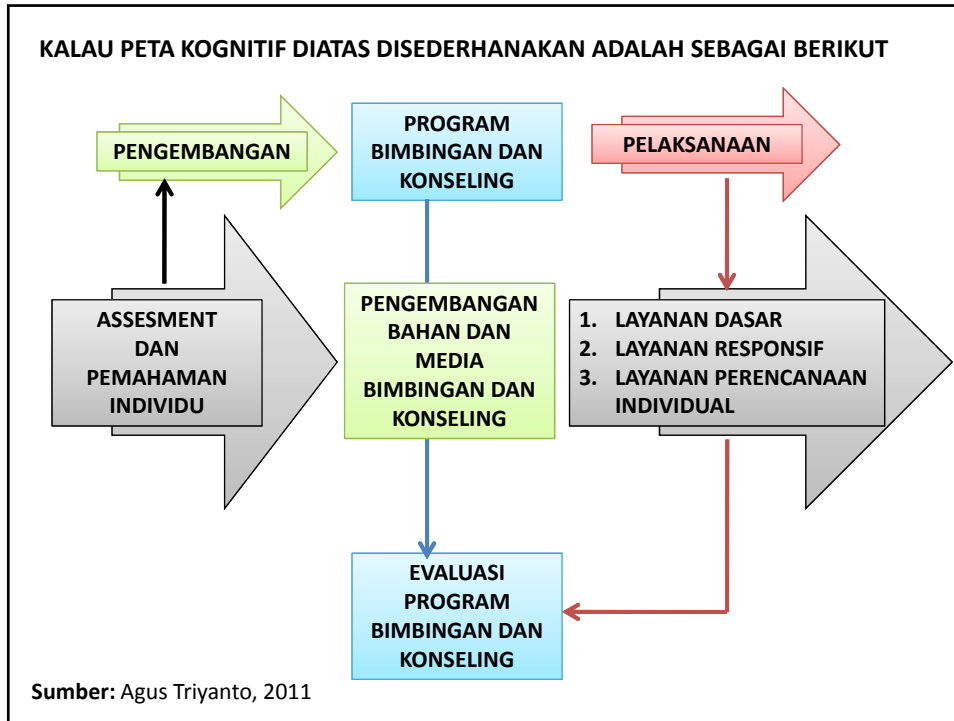 KALAU PETA KOGNITIF DIATAS DISEDERHANAKAN ADALAH SEBAGAI BERIKUT
PENGEMBANGAN
PROGRAM
BIMBINGAN DAN
KONSELING
PELAKSANAAN
ASSESMENT
DAN
PEMAHAMAN
INDIVIDU
PENGEMBANGAN
BAHAN DAN
MEDIA
BIMBINGAN DAN
KONSELING
1. LAYANAN DASAR
2. LAYANAN RESPONSIF
3. LAYANAN PERENCANAAN
INDIVIDUAL
EVALUASI
PROGRAM
BIMBINGAN DAN
KONSELING
Sumber: Agus Triyanto, 2011